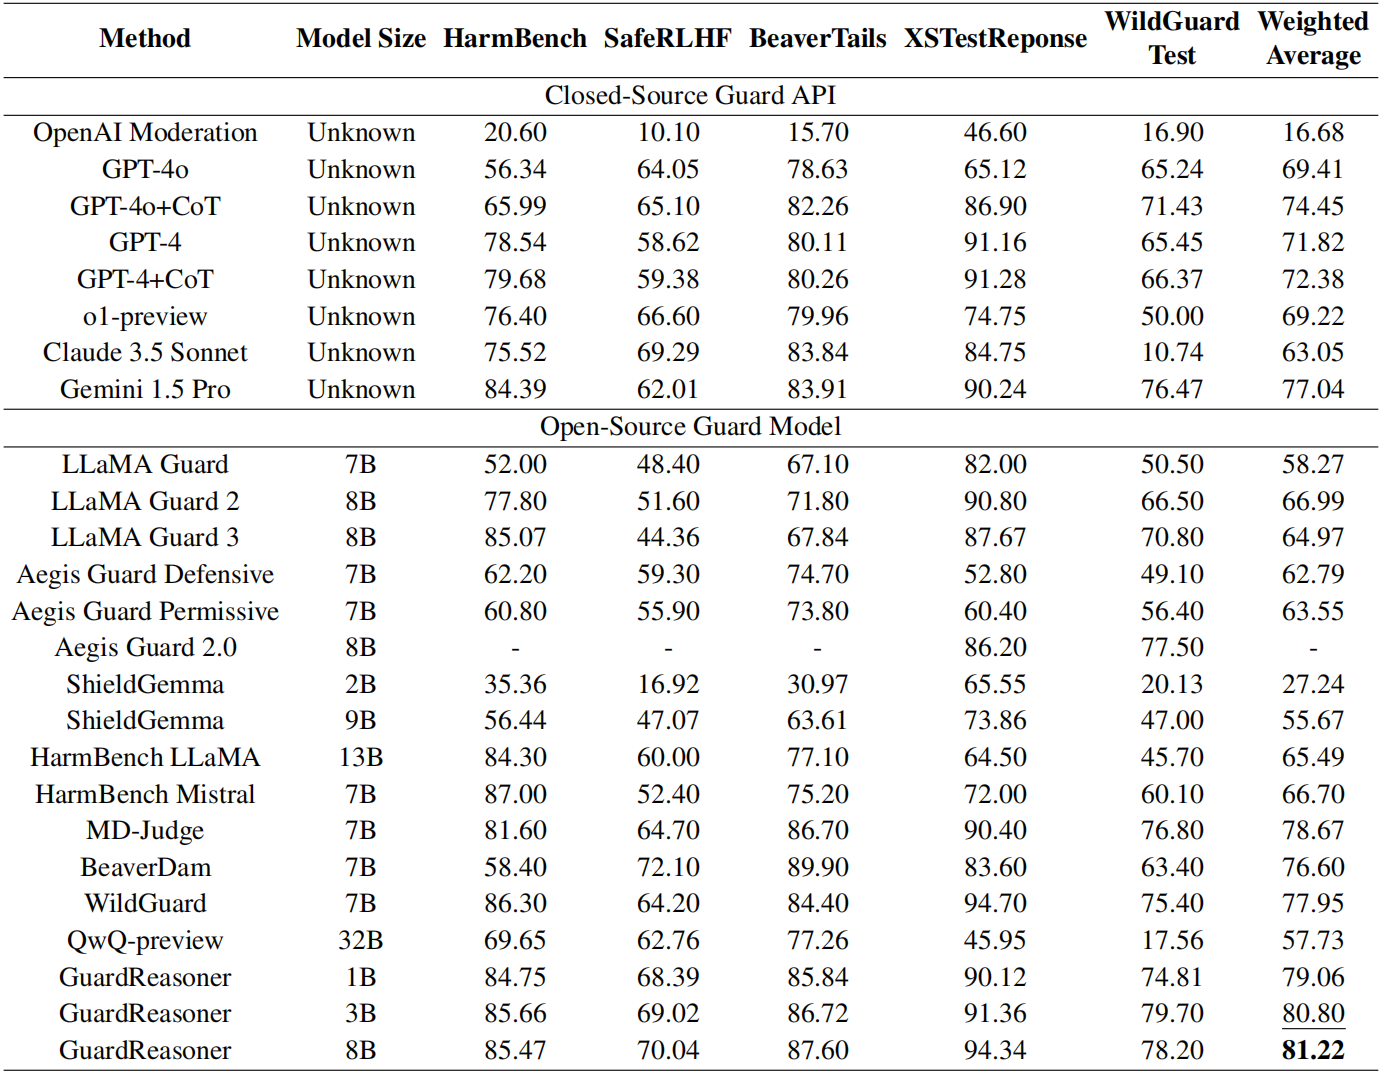 Method Model Size HarmBench SafeRLHF BeaverTails XSTestReponse WildGuard Test Weighted Average
Closed-Source Guard API
OpenAI Moderation Unknown 20.60 10.10 15.70 46.60 16.90 16.68
GPT-4o Unknown 56.34 64.05 78.63 65.12 65.24 69.41
GPT-4o+CoT Unknown 65.99 65.10 82.26 86.90 71.43 74.45
GPT-4 Unknown 78.54 58.62 80.11 91.16 65.45 71.82
GPT-4+CoT Unknown 79.68 59.38 80.26 91.28 66.37 72.38
o1-preview Unknown 76.40 66.60 79.96 74.75 50.00 69.22
Claude 3.5 Sonnet Unknown 75.52 69.29 83.84 84.75 10.74 63.05
Gemini 1.5 Pro Unknown 84.39 62.01 83.91 90.24 76.47 77.04
Open-Source Guard Model
LLaMA Guard 7B 52.00 48.40 67.10 82.00 50.50 58.27
LLaMA Guard 2 8B 77.80 51.60 71.80 90.80 66.50 66.99
LLaMA Guard 3 8B 85.07 44.36 67.84 87.67 70.80 64.97
Aegis Guard Defensive 7B 62.20 59.30 74.70 52.80 49.10 62.79
Aegis Guard Permissive 7B 60.80 55.90 73.80 60.40 56.40 63.55
Aegis Guard 2.0 8B - - - 86.20 77.50 -
ShieldGemma 2B 35.36 16.92 30.97 65.55 20.13 27.24
ShieldGemma 9B 56.44 47.07 63.61 73.86 47.00 55.67
HarmBench LLaMA 13B 84.30 60.00 77.10 64.50 45.70 65.49
HarmBench Mistral 7B 87.00 52.40 75.20 72.00 60.10 66.70
MD-Judge 7B 81.60 64.70 86.70 90.40 76.80 78.67
BeaverDam 7B 58.40 72.10 89.90 83.60 63.40 76.60
WildGuard 7B 86.30 64.20 84.40 94.70 75.40 77.95
QwQ-preview 32B 69.65 62.76 77.26 45.95 17.56 57.73
GuardReasoner 1B 84.75 68.39 85.84 90.12 74.81 79.06
GuardReasoner 3B 85.66 69.02 86.72 91.36 79.70 80.80
GuardReasoner 8B 85.47 70.04 87.60 94.34 78.20 81.22